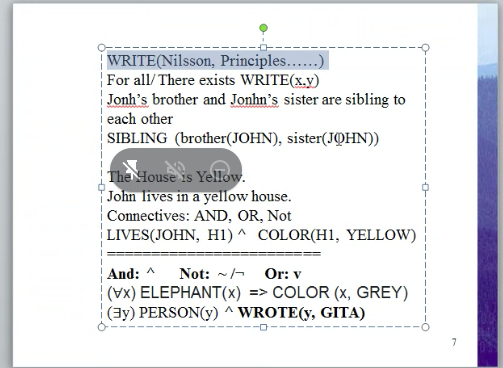 WRITE(Nilsson, Principles……)
For all/ There exists WRITE(x,y)
Jonh's brother and Jonhn's sister are sibling to
each other
SIBLING (brother(JOHN), sister(JOHN))
The House is Yellow.
John lives in a yellow house.
Connectives: AND, OR, Not
LIVES(JOHN, H1) ^ COLOR(H1, YELLOW)
========================
And: ^ Not: ~ /¬ Or: v
(∀x) ELEPHANT(x) => COLOR (x, GREY)
(∃y) PERSON(y) ^ WROTE(y, GITA)
7